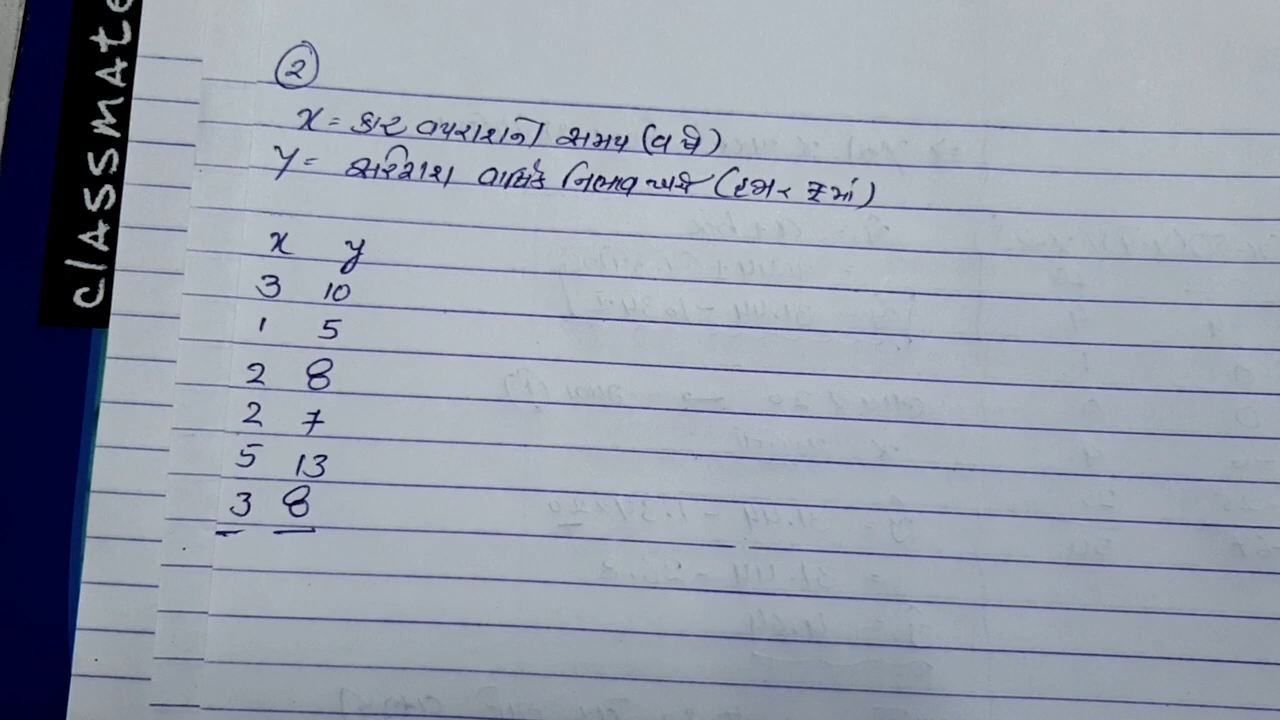 classmate
2
x = કાર વપરાશનો સમય (વર્ષ)
y = સરેરાશ વાર્ષિક નિભાવ ખર્ચ (હજાર રૂ માં)
x y
3 10
1 5
2 8
2 7
5 13
3 8